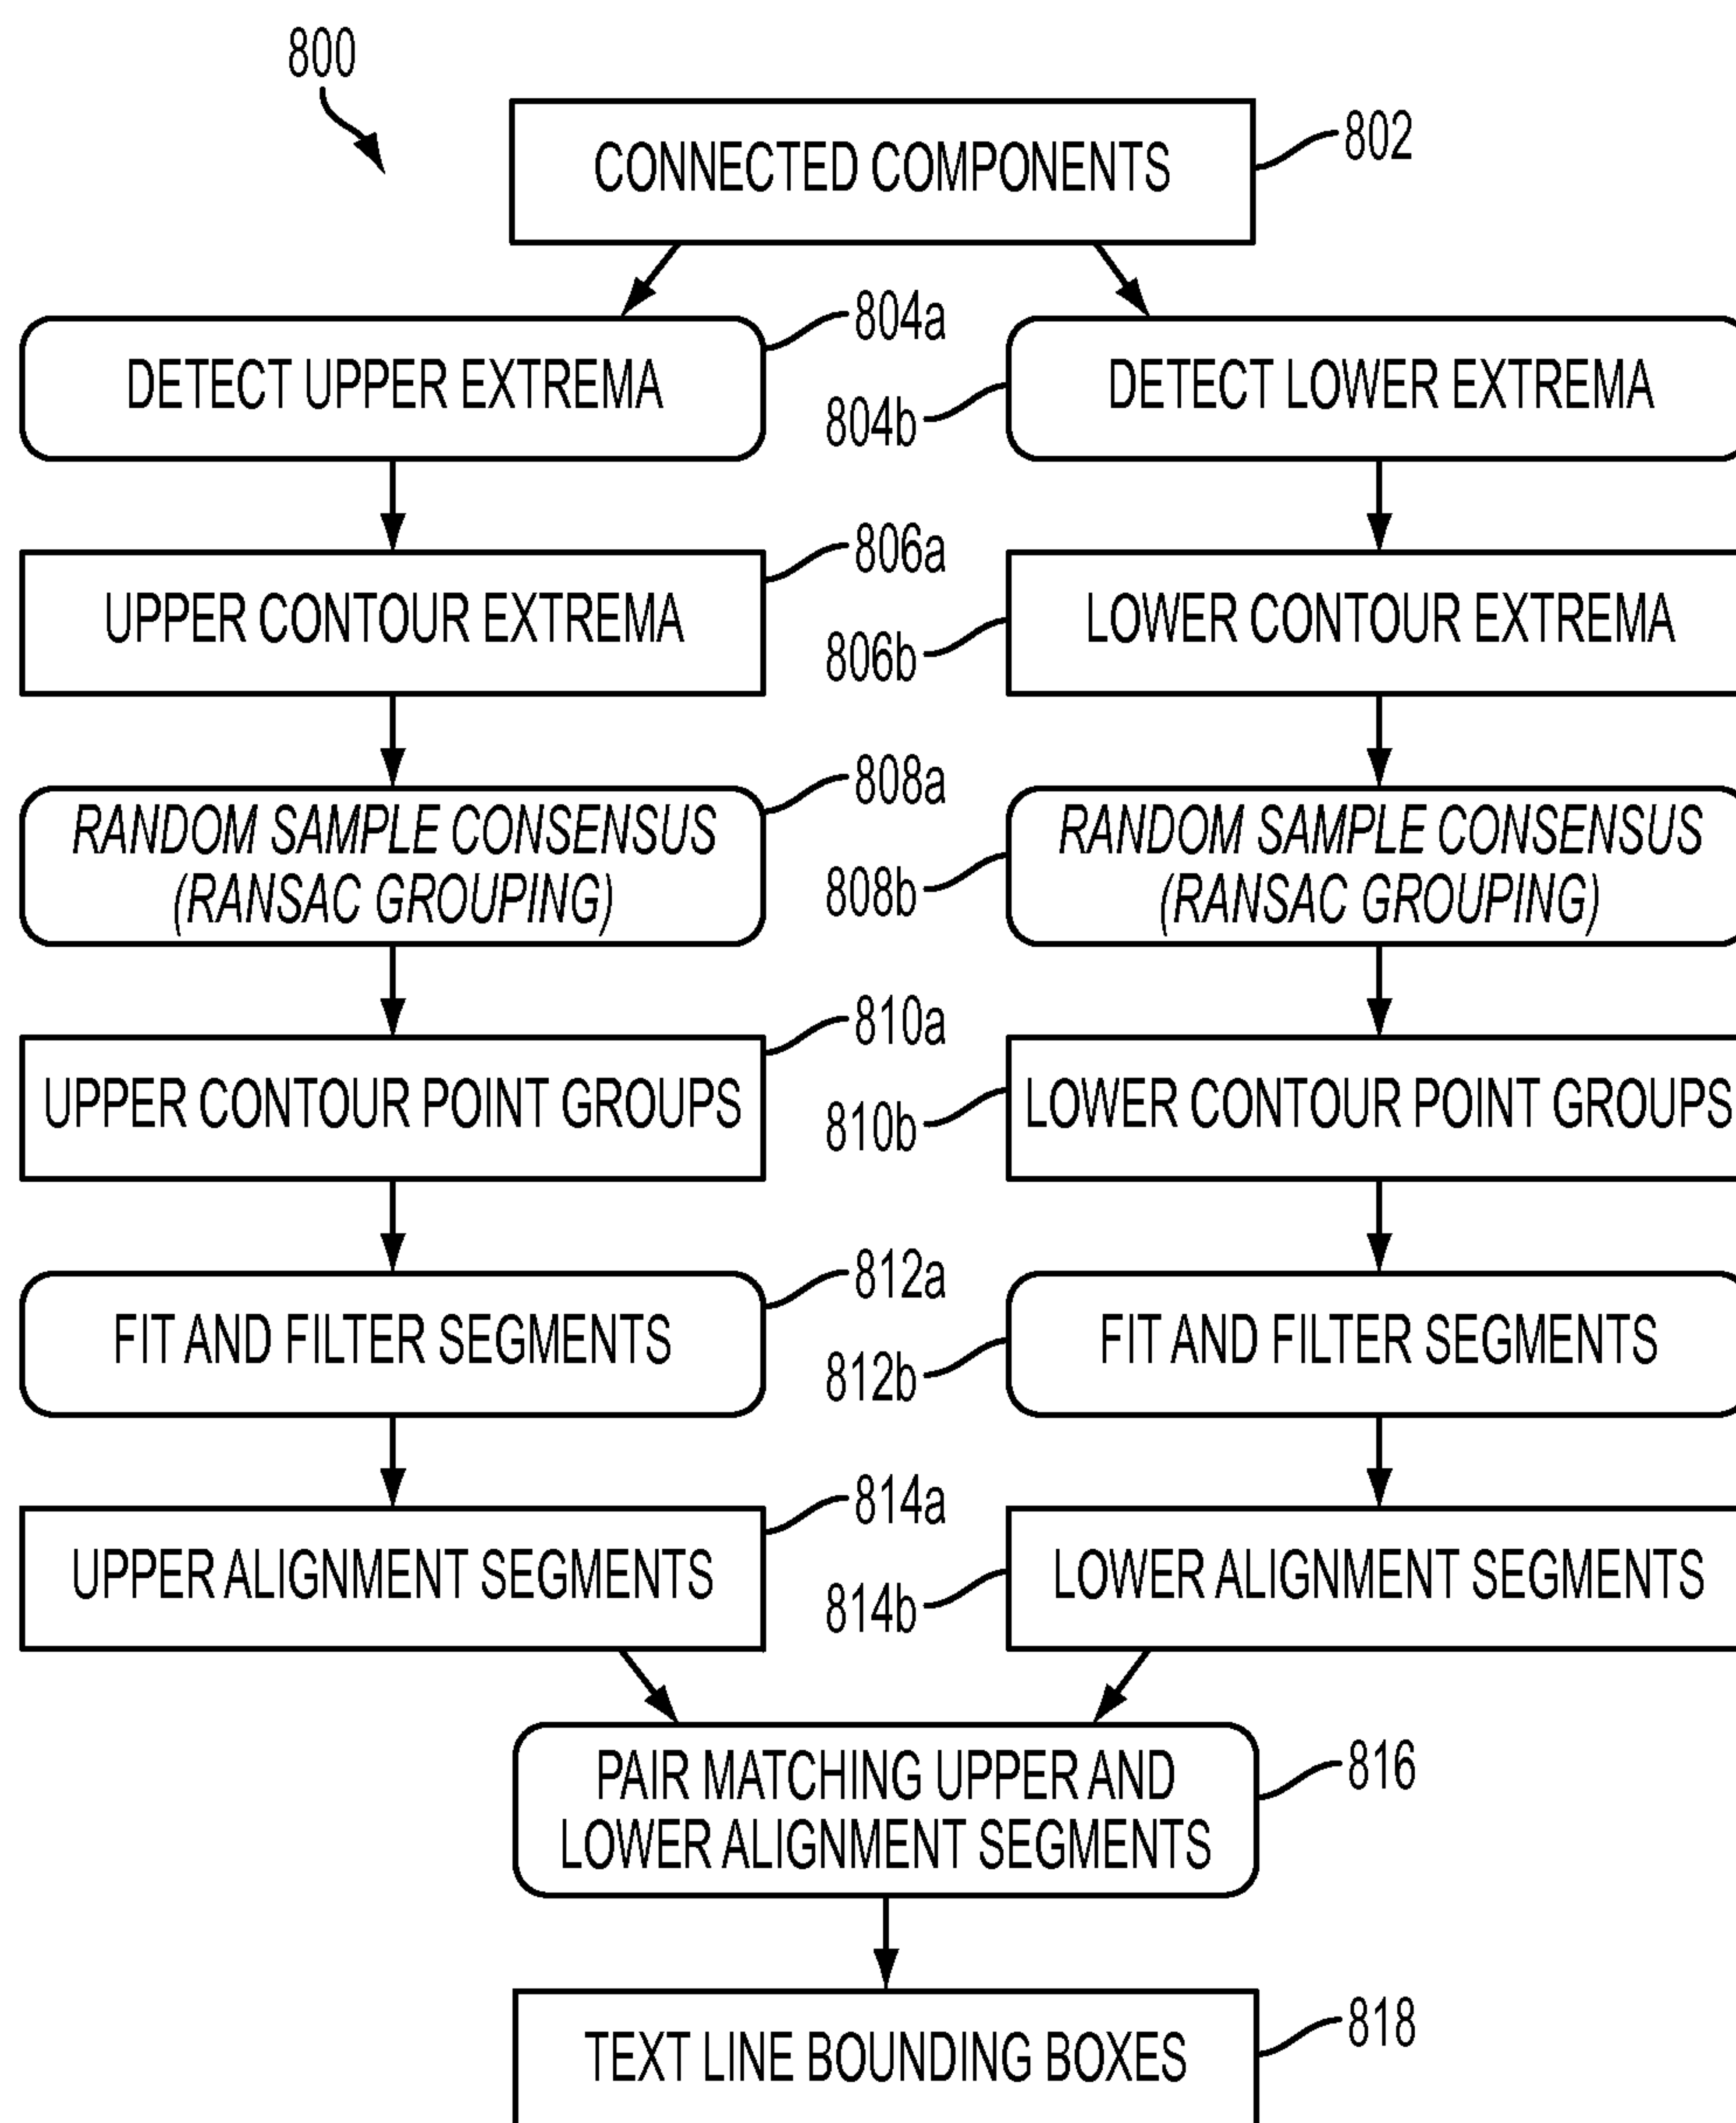 800
CONNECTED COMPONENTS
802
DETECT UPPER EXTREMA
804a
804b
DETECT LOWER EXTREMA
UPPER CONTOUR EXTREMA
806a
806b
LOWER CONTOUR EXTREMA
RANDOM SAMPLE CONSENSUS
(RANSAC GROUPING)
808a
808b
RANDOM SAMPLE CONSENSUS
(RANSAC GROUPING)
UPPER CONTOUR POINT GROUPS
810a
810b
LOWER CONTOUR POINT GROUPS
FIT AND FILTER SEGMENTS
812a
812b
FIT AND FILTER SEGMENTS
UPPER ALIGNMENT SEGMENTS
814a
814b
LOWER ALIGNMENT SEGMENTS
PAIR MATCHING UPPER AND
LOWER ALIGNMENT SEGMENTS
816
TEXT LINE BOUNDING BOXES
818